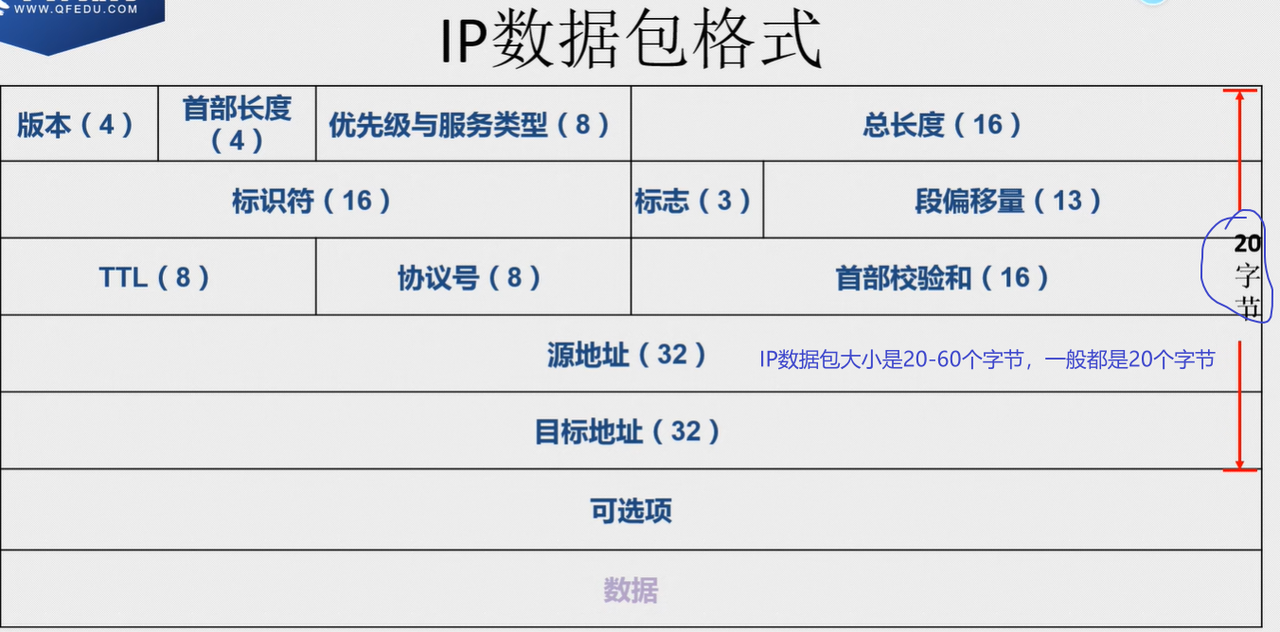 WWW.QFEDU.COM
IP数据包格式
版本（4）
首部长度
（4）
优先级与服务类型（8）
总长度（16）
标识符（16）
标志（3）
段偏移量（13）
TTL（8）
协议号（8）
首部校验和（16）
20
字
节
源地址（32）
IP数据包大小是20-60个字节，一般都是20个字节
目标地址（32）
可选项
数据